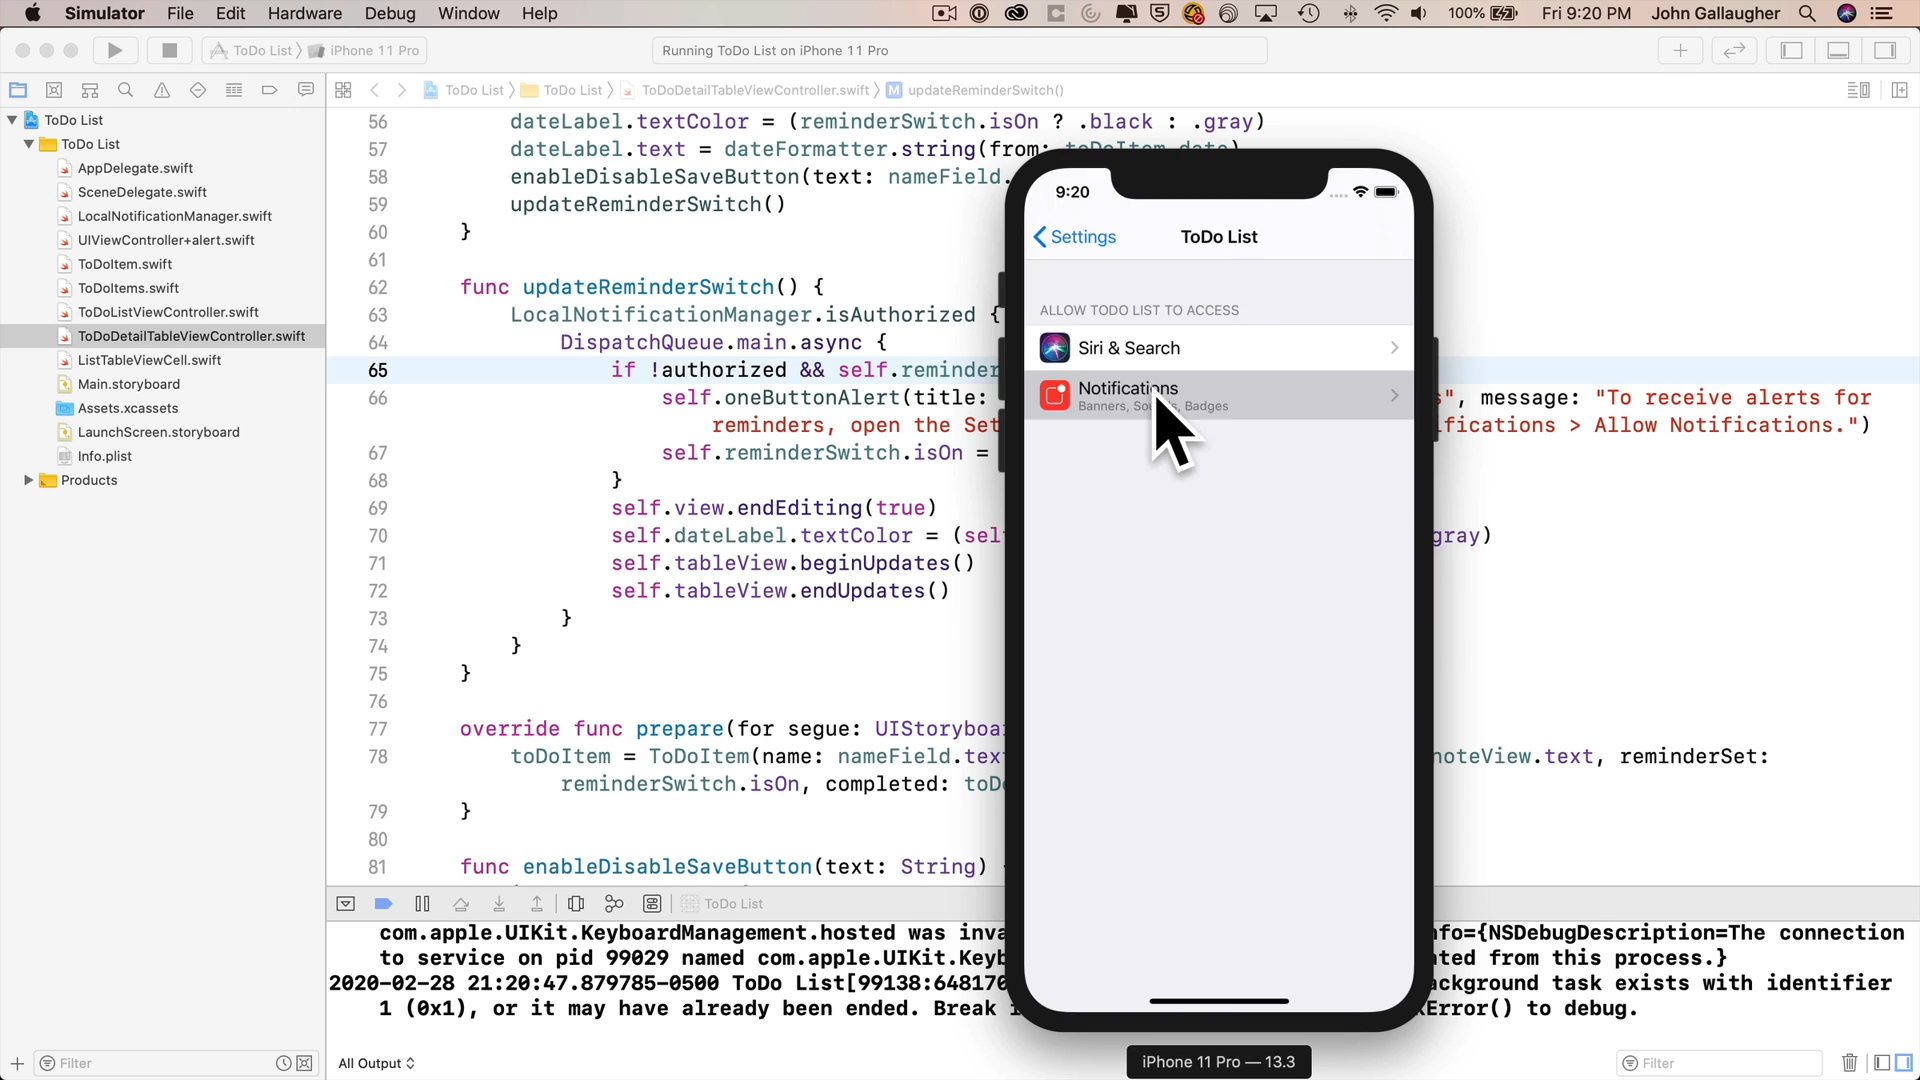 Simulator File Edit Hardware Debug Window Help 100% Fri 9:20 PM John Gallaugher
ToDo List iPhone 11 Pro Running ToDo List on iPhone 11 Pro
ToDo List ToDo List ToDoDetailTableViewController.swift M updateReminderSwitch()
ToDo List
ToDo List
AppDelegate.swift
SceneDelegate.swift
LocalNotificationManager.swift
UIViewController+alert.swift
ToDoItem.swift
ToDoItems.swift
ToDoListViewController.swift
ToDoDetailTableViewController.swift
ListTableViewCell.swift
Main.storyboard
Assets.xcassets
LaunchScreen.storyboard
Info.plist
Products
Filter
56 dateLabel.textColor = (reminderSwitch.isOn ? .black : .gray)
57 dateLabel.text = dateFormatter.string(from: toDoItem.date)
58 enableDisableSaveButton(text: nameField.
59 updateReminderSwitch()
60 }
61
62 func updateReminderSwitch() {
63 LocalNotificationManager.isAuthorized {
64 DispatchQueue.main.async {
65 if !authorized && self.reminder
66 self.oneButtonAlert(title: s", message: "To receive alerts for
reminders, open the Set ifications > Allow Notifications.")
67 self.reminderSwitch.isOn =
68 }
69 self.view.endEditing(true)
70 self.dateLabel.textColor = (sel gray)
71 self.tableView.beginUpdates()
72 self.tableView.endUpdates()
73 }
74 }
75 }
76
77 override func prepare(for segue: UIStoryboa
78 toDoItem = ToDoItem(name: nameField.tex noteView.text, reminderSet:
reminderSwitch.isOn, completed: toD
79 }
80
81 func enableDisableSaveButton(text: String)
9:20
Settings ToDo List
ALLOW TODO LIST TO ACCESS
Siri & Search
Notifications
Banners, Badges
iPhone 11 Pro — 13.3
ToDo List
com.apple.UIKit.KeyboardManagement.hosted was inva nfo={NSDebugDescription=The connection
to service on pid 99029 named com.apple.UIKit.Key ted from this process.}
2020-02-28 21:20:47.879785-0500 ToDo List[99138:648170 ackground task exists with identifier
1 (0x1), or it may have already been ended. Break Error() to debug.
All Output
Filter